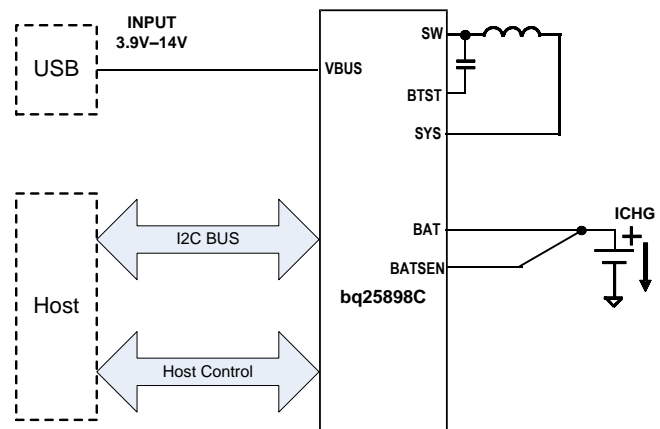 INPUT
3.9V–14V
USB
VBUS
SW
BTST
SYS
I2C BUS
BAT
ICHG
+
BATSEN
bq25898C
Host
Host Control